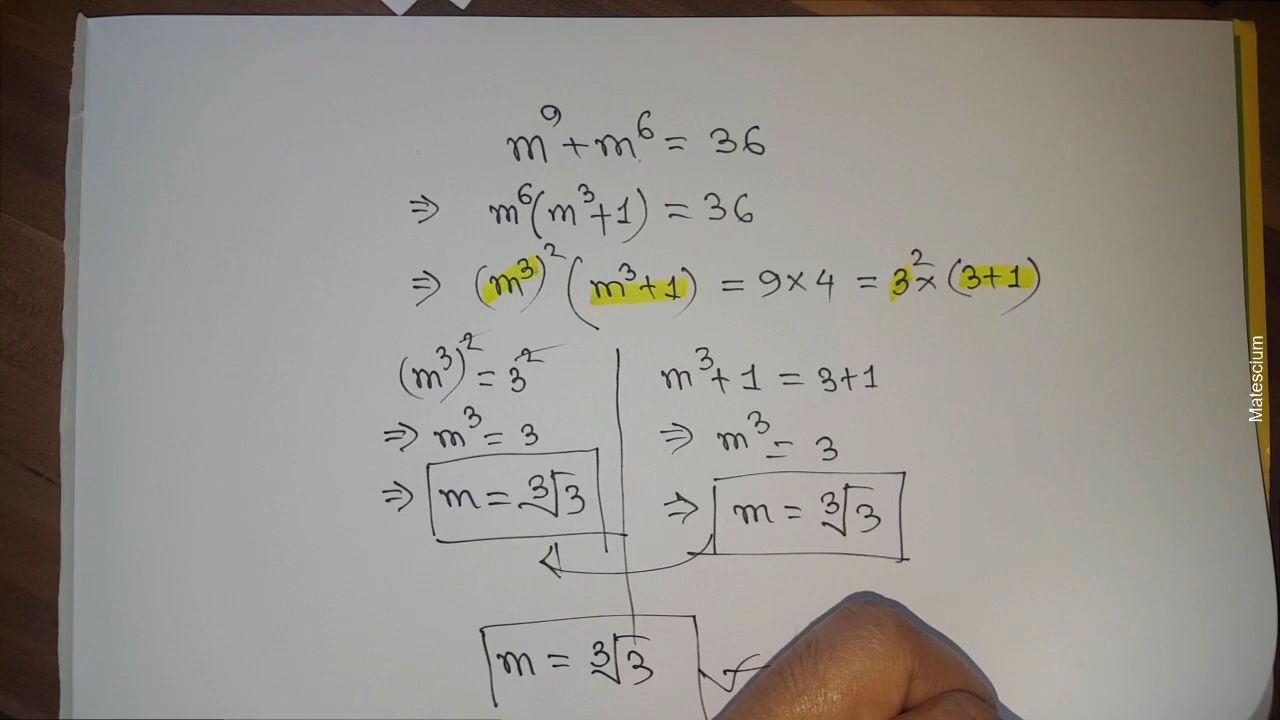 m⁹ + m⁶ = 36
⇒ m⁶(m³+1) = 36
⇒ (m³)² (m³+1) = 9×4 = 3²×(3+1)
(m³)² = 3²
⇒ m³ = 3
⇒ m = ∛3
m³+1 = 3+1
⇒ m³ = 3
⇒ m = ∛3
m = ∛3
Matescium